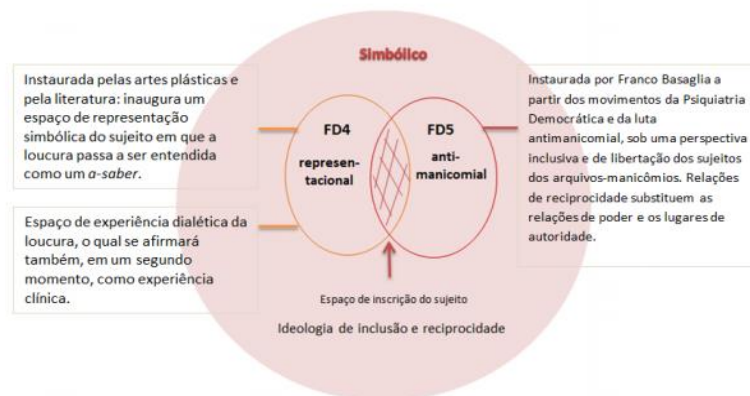 Simbólico
Instaurada pelas artes plásticas e
pela literatura: inaugura um
espaço de representação
simbólica do sujeito em que a
loucura passa a ser entendida
como um a-saber.
Espaço de experiência dialética da
loucura, o qual se afirmará
também, em um segundo
momento, como experiência
clínica.
FD4
represen-
tacional
FD5
anti-
manicomial
Instaurada por Franco Basaglia a
partir dos movimentos da Psiquiatria
Democrática e da luta
antimanicomial, sob uma perspectiva
inclusiva e de libertação dos sujeitos
dos arquivos-manicômios. Relações
de reciprocidade substituem as
relações de poder e os lugares de
autoridade.
Espaço de inscrição do sujeito
Ideologia de inclusão e reciprocidade